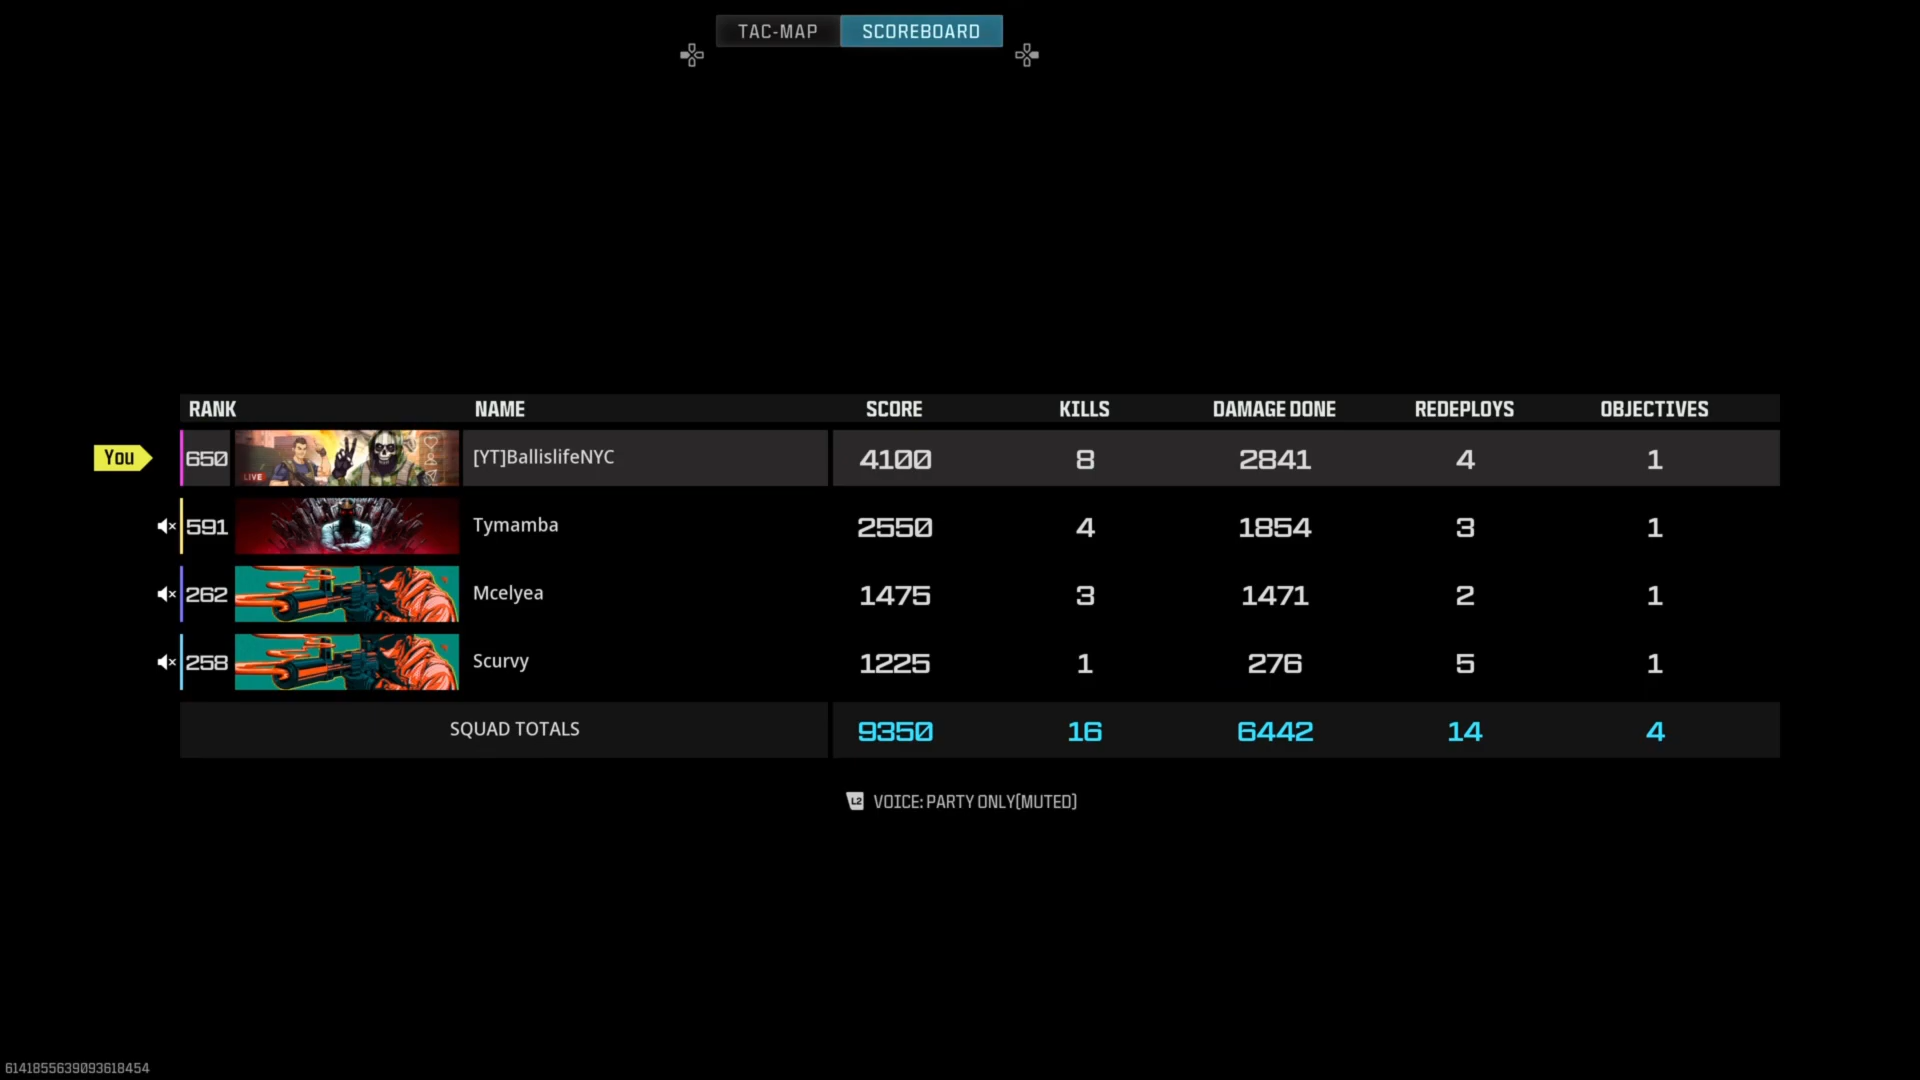 TAC-MAP SCOREBOARD
RANK NAME SCORE KILLS DAMAGE DONE REDEPLOYS OBJECTIVES
You 650 LIVE [YT]BallislifeNYC 4100 8 2841 4 1
591 Tymamba 2550 4 1854 3 1
262 Mcelyea 1475 3 1471 2 1
258 Scurvy 1225 1 276 5 1
SQUAD TOTALS 9350 16 6442 14 4
L2 VOICE: PARTY ONLY(MUTED)
6141855639093618454